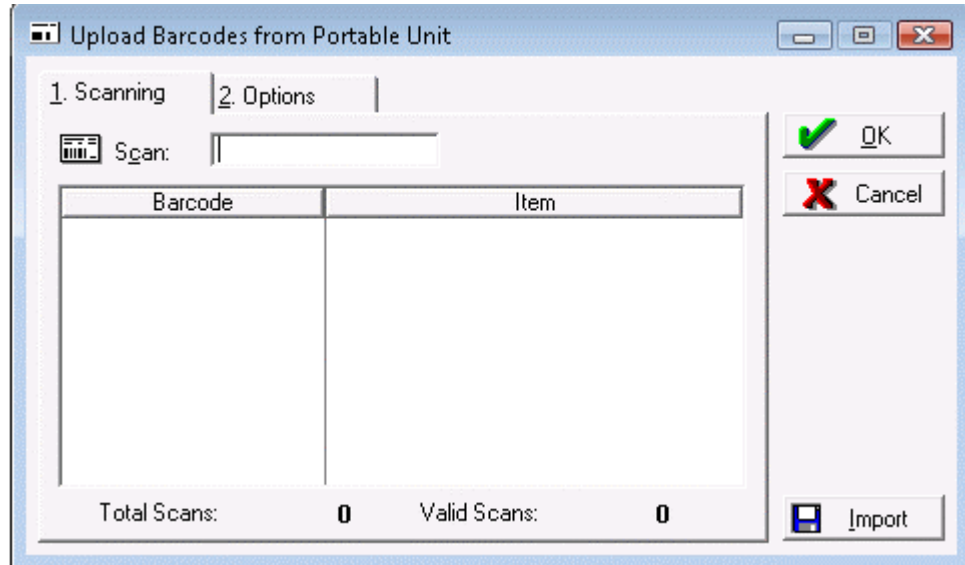 Upload Barcodes from Portable Unit
1. Scanning 2. Options
Scan:
OK
Cancel
Barcode Item
Total Scans: 0 Valid Scans: 0
Import